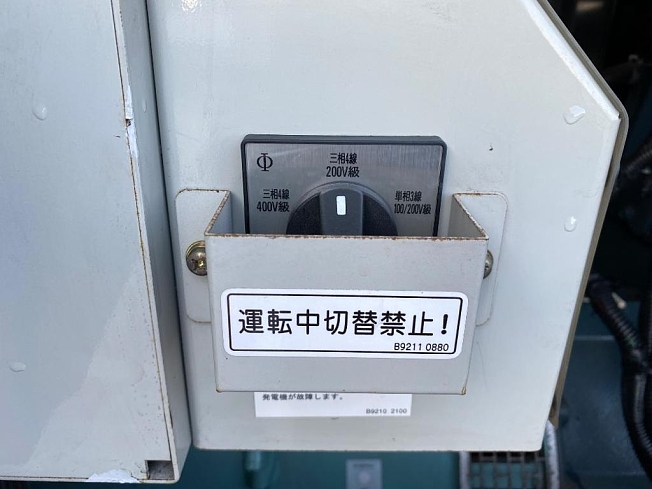 三相4線
200V級
三相4線
400V級
単相3線
100/200V級
運転中切替禁止!
B9211 0880
発電機が故障します。
B9210 2100